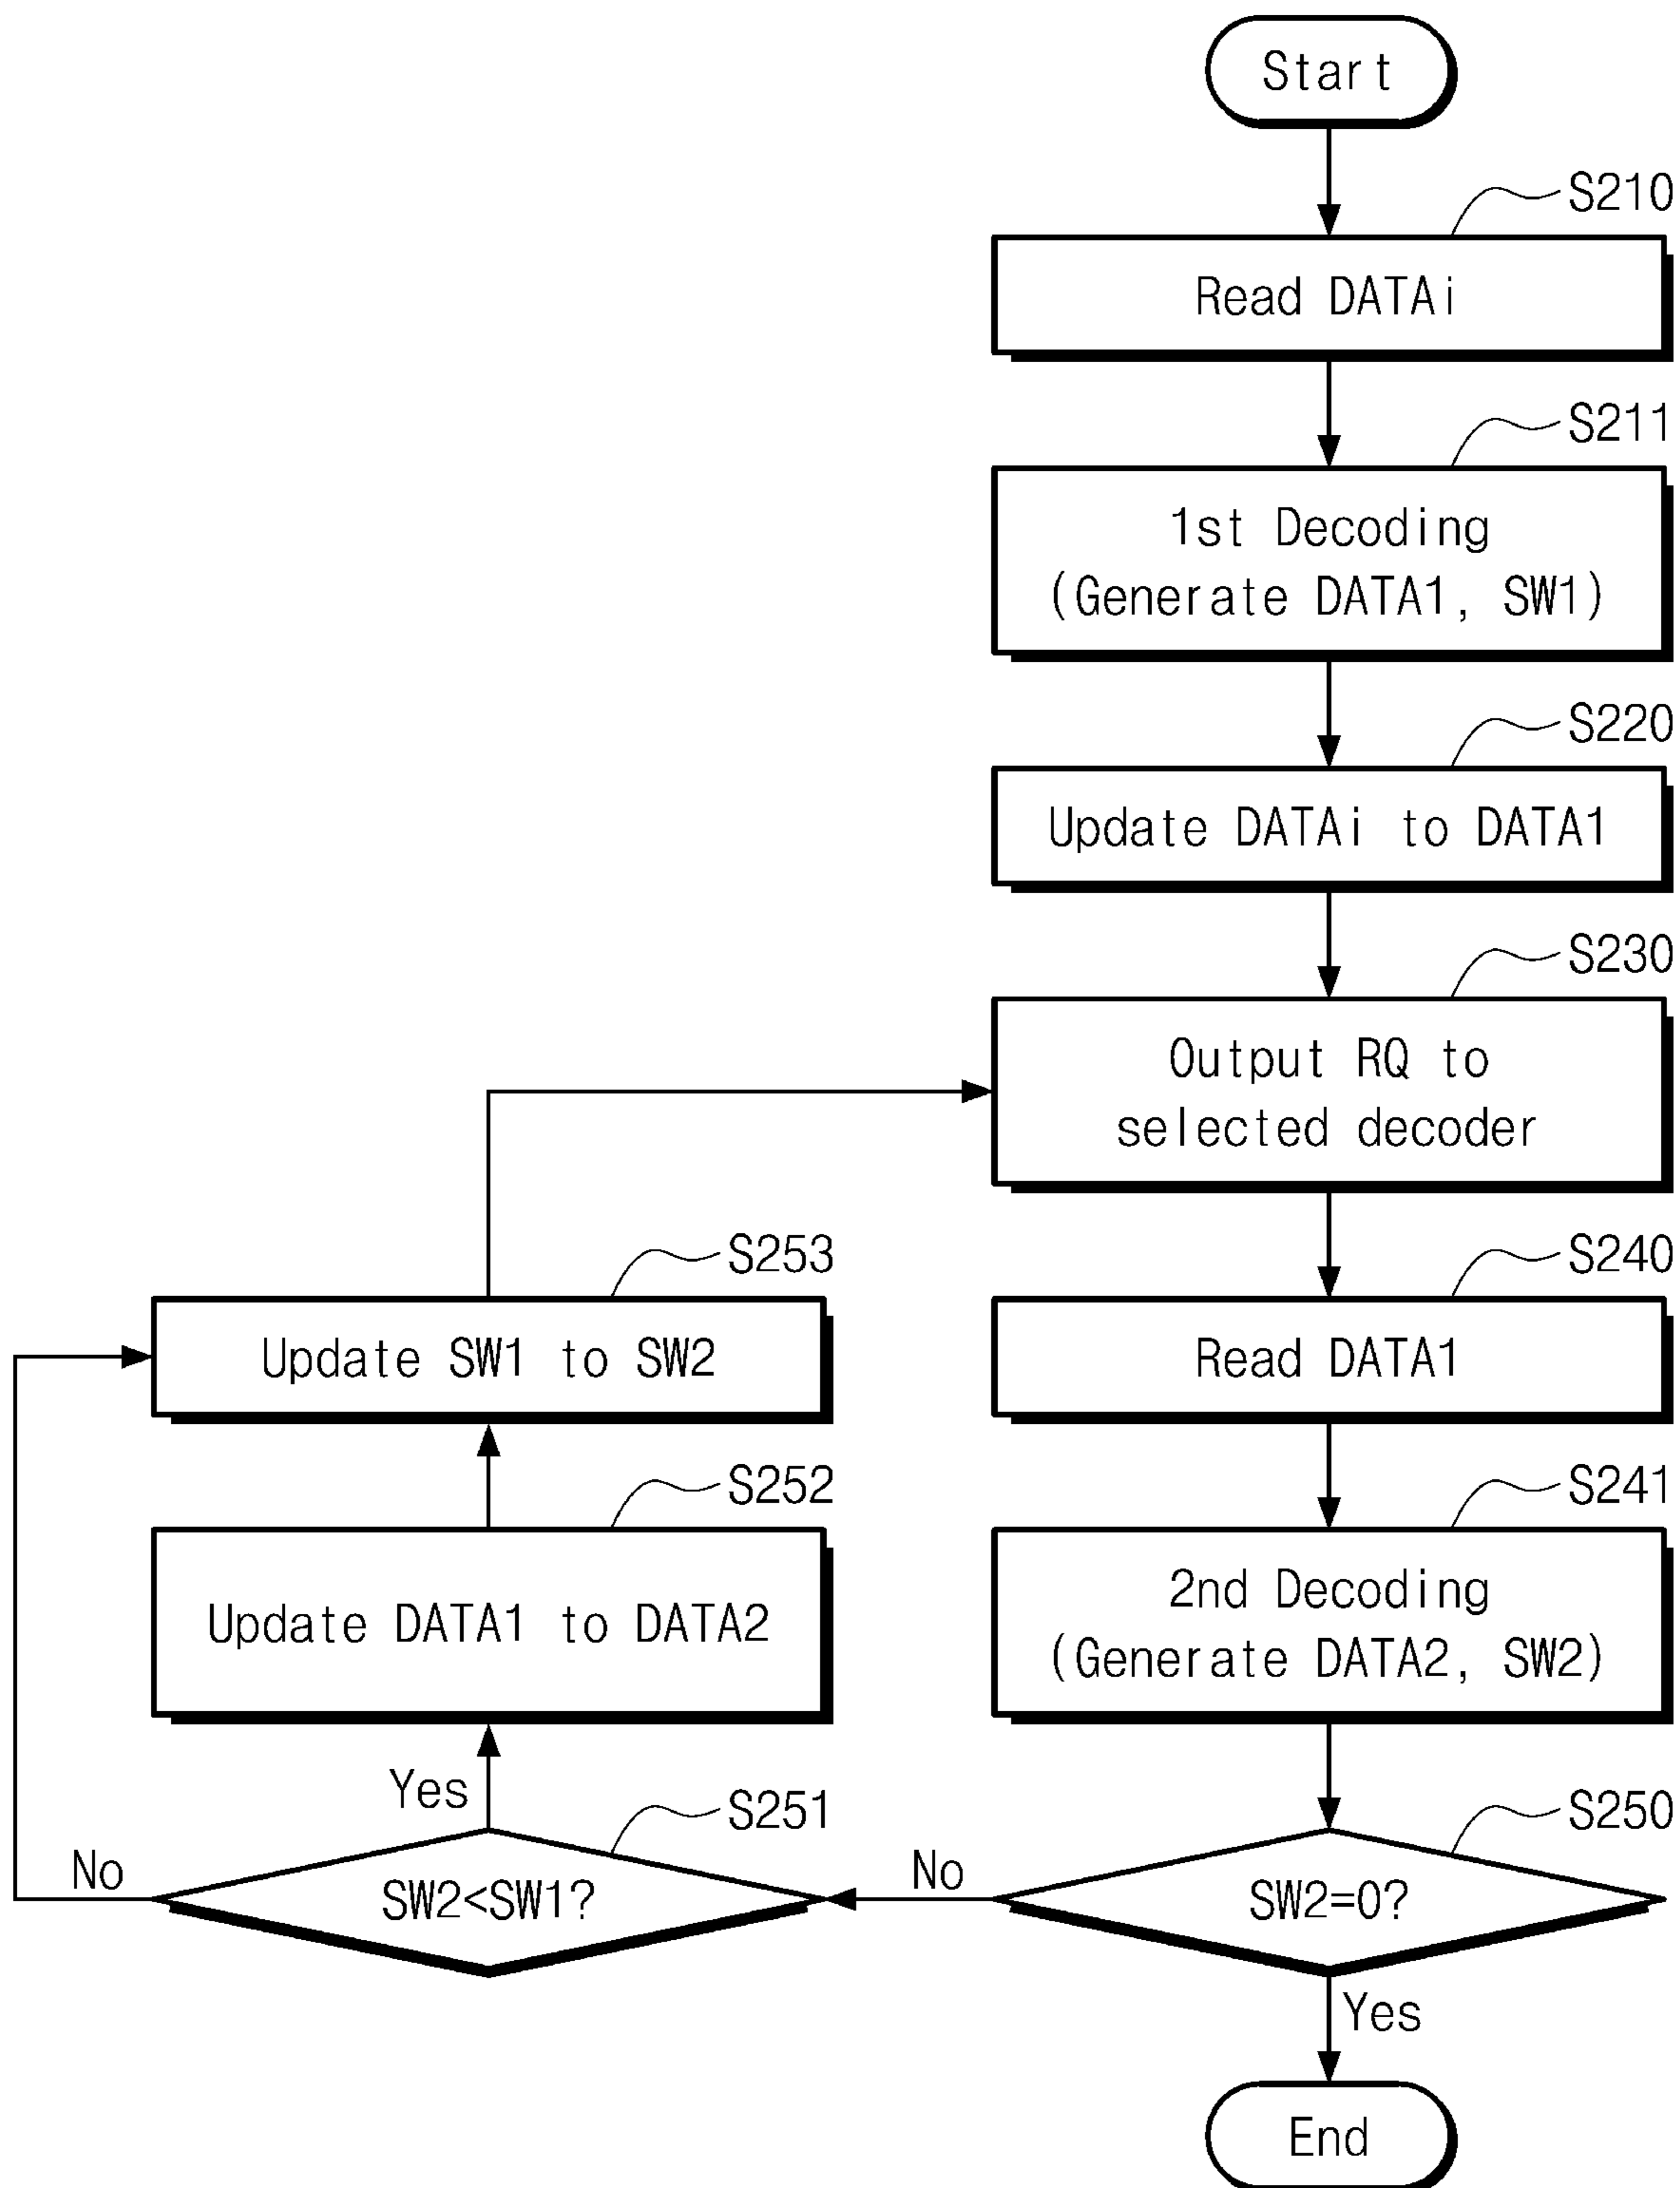 Start
S210
Read DATAi
S211
1st Decoding
(Generate DATA1, SW1)
S220
Update DATAi to DATA1
S230
Output RQ to
selected decoder
S240
Read DATA1
S241
2nd Decoding
(Generate DATA2, SW2)
S250
SW2=0?
Yes
No
S251
SW2<SW1?
Yes
No
S252
Update DATA1 to DATA2
S253
Update SW1 to SW2
End